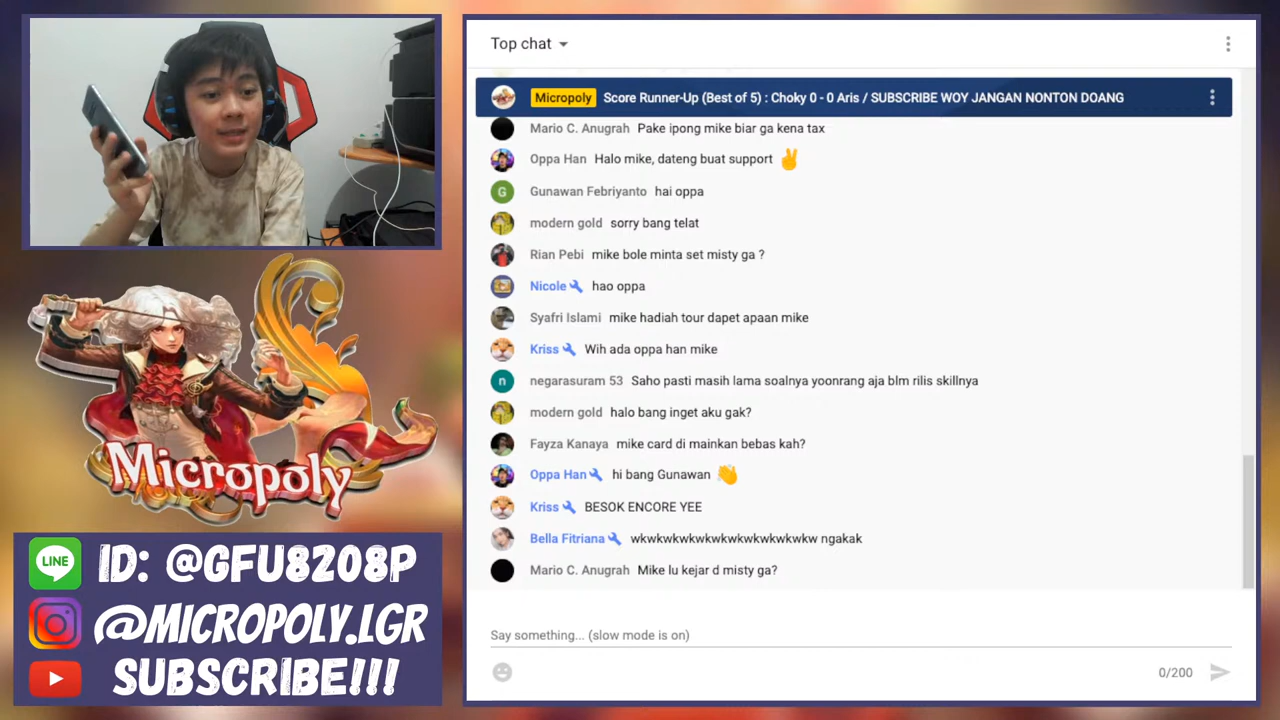 Top chat
Micropoly Score Runner-Up (Best of 5) : Choky 0 - 0 Aris / SUBSCRIBE WOY JANGAN NONTON DOANG
Mario C. Anugrah Pake ipong mike biar ga kena tax
Oppa Han Halo mike, dateng buat support
G Gunawan Febriyanto hai oppa
modern gold sorry bang telat
Rian Pebi mike bole minta set misty ga ?
Nicole hao oppa
Syafri Islami mike hadiah tour dapet apaan mike
Kriss Wih ada oppa han mike
n negarasuram 53 Saho pasti masih lama soalnya yoonrang aja blm rilis skillnya
modern gold halo bang inget aku gak?
Fayza Kanaya mike card di mainkan bebas kah?
Oppa Han hi bang Gunawan
Kriss BESOK ENCORE YEE
Bella Fitriana wkwkwkwkwkwkwkwkwkwkwkw ngakak
Mario C. Anugrah Mike lu kejar d misty ga?
Say something... (slow mode is on)
0/200
Micropoly
LINE ID: @GFU8208P
@MICROPOLY.LGR
SUBSCRIBE!!!